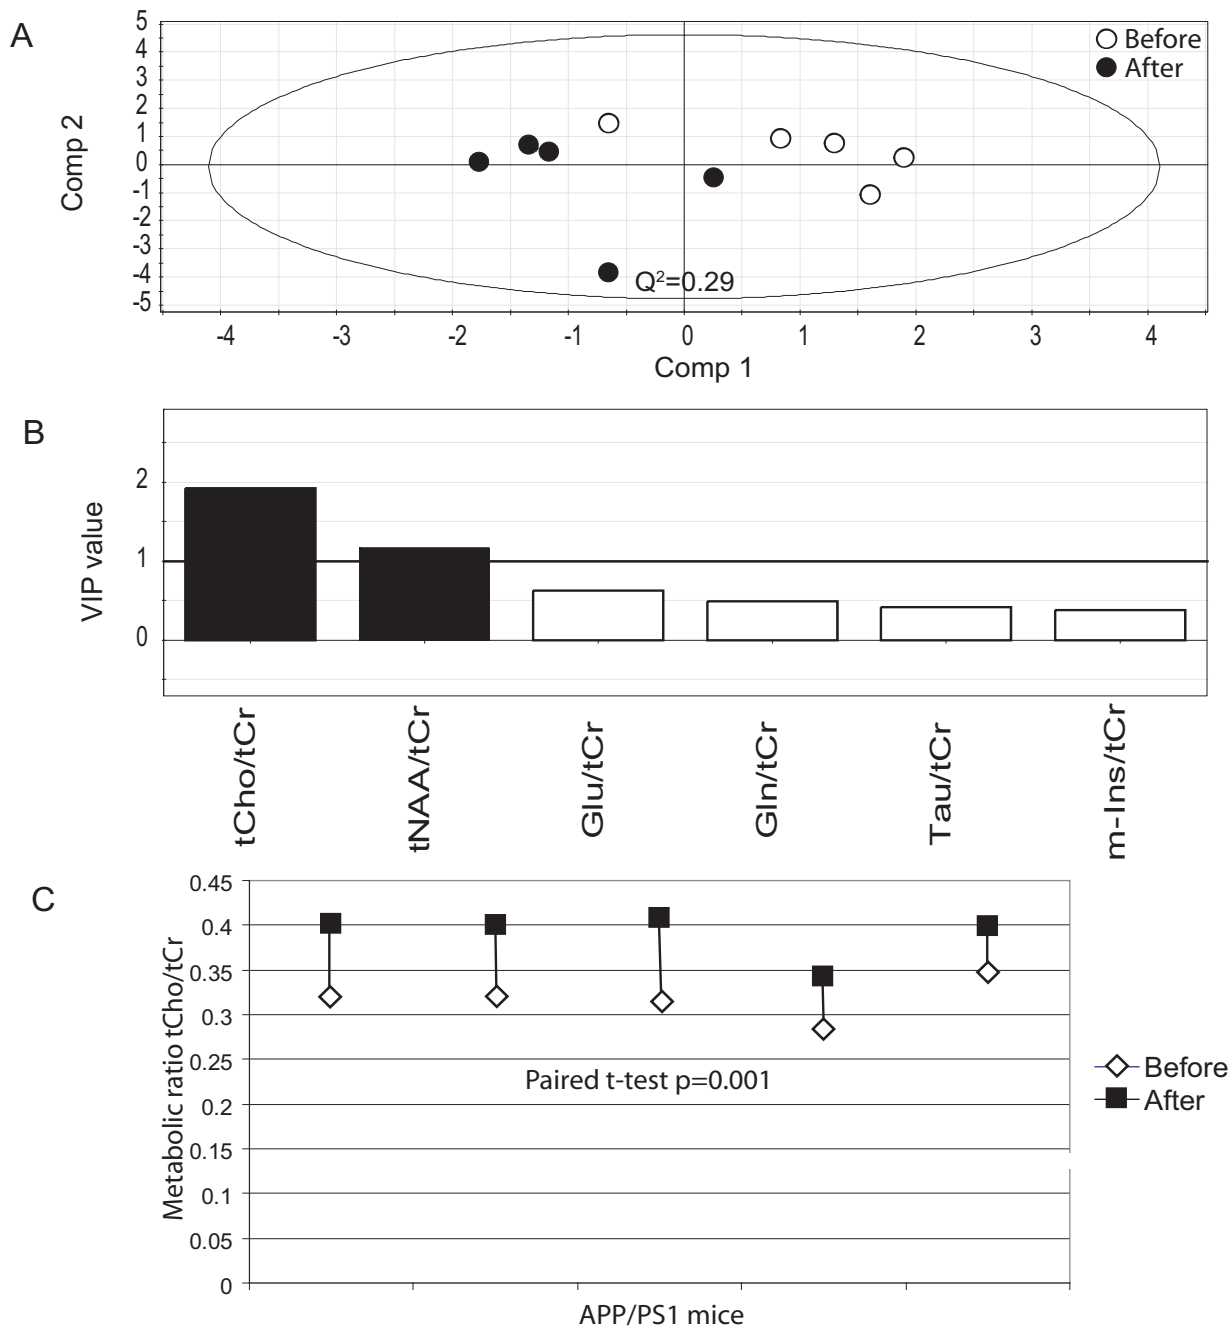 A
Before
After
5
4
3
2
1
0
-1
-2
-3
-4
-5
Comp 2
Q²=0.29
-4
-3
-2
-1
0
1
2
3
4
Comp 1
B
2
1
0
VIP value
tCho/tCr
tNAA/tCr
Glu/tCr
Gln/tCr
Tau/tCr
m-Ins/tCr
C
0.45
0.4
0.35
0.3
0.25
0.2
0.15
0.1
0.05
0
Metabolic ratio tCho/tCr
Paired t-test p=0.001
Before
After
APP/PS1 mice